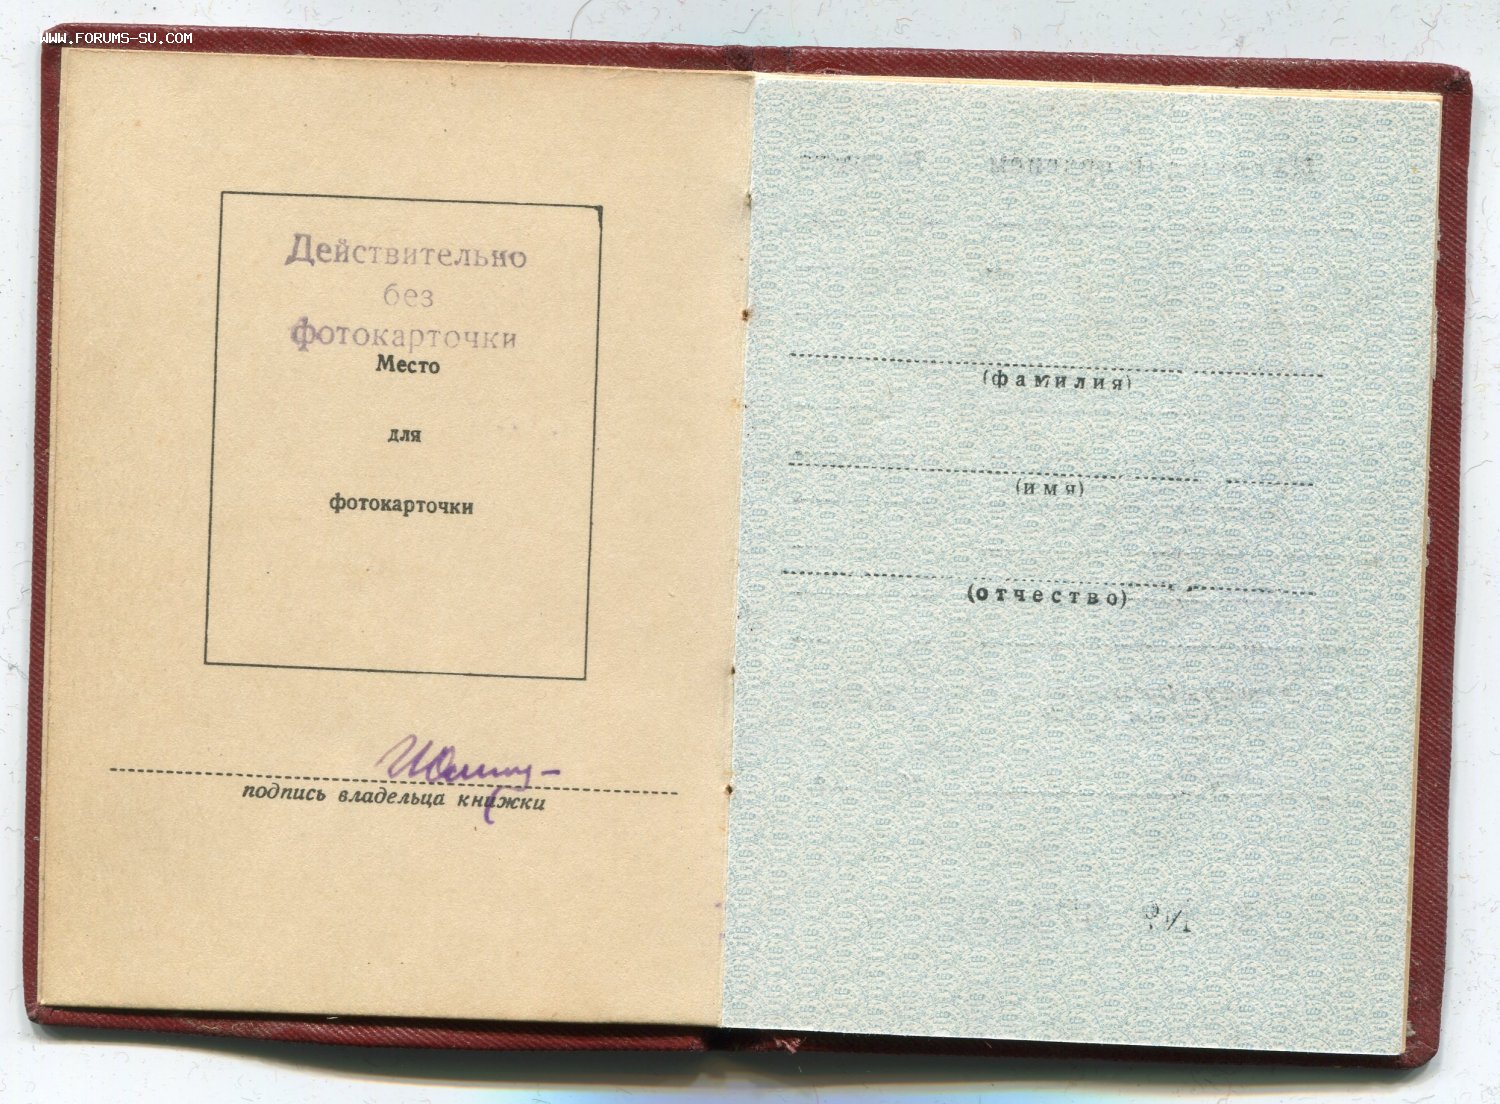 WWW.FORUMS-SU.COM
Действительно
без
фотокарточки
Место
для
фотокарточки
подпись владельца книжки
(фамилия)
(имя)
(отчество)